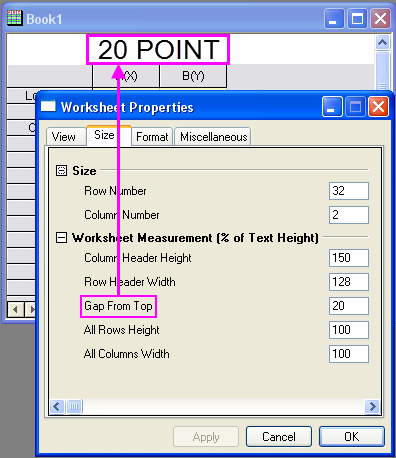 Book1
20 POINT
(X) B(Y)
Lo
Worksheet Properties
C
View Size Format Miscellaneous
Size
Row Number 32
Column Number 2
Worksheet Measurement (% of Text Height)
Column Header Height 150
Row Header Width 128
Gap From Top 20
All Rows Height 100
All Columns Width 100
Apply Cancel OK